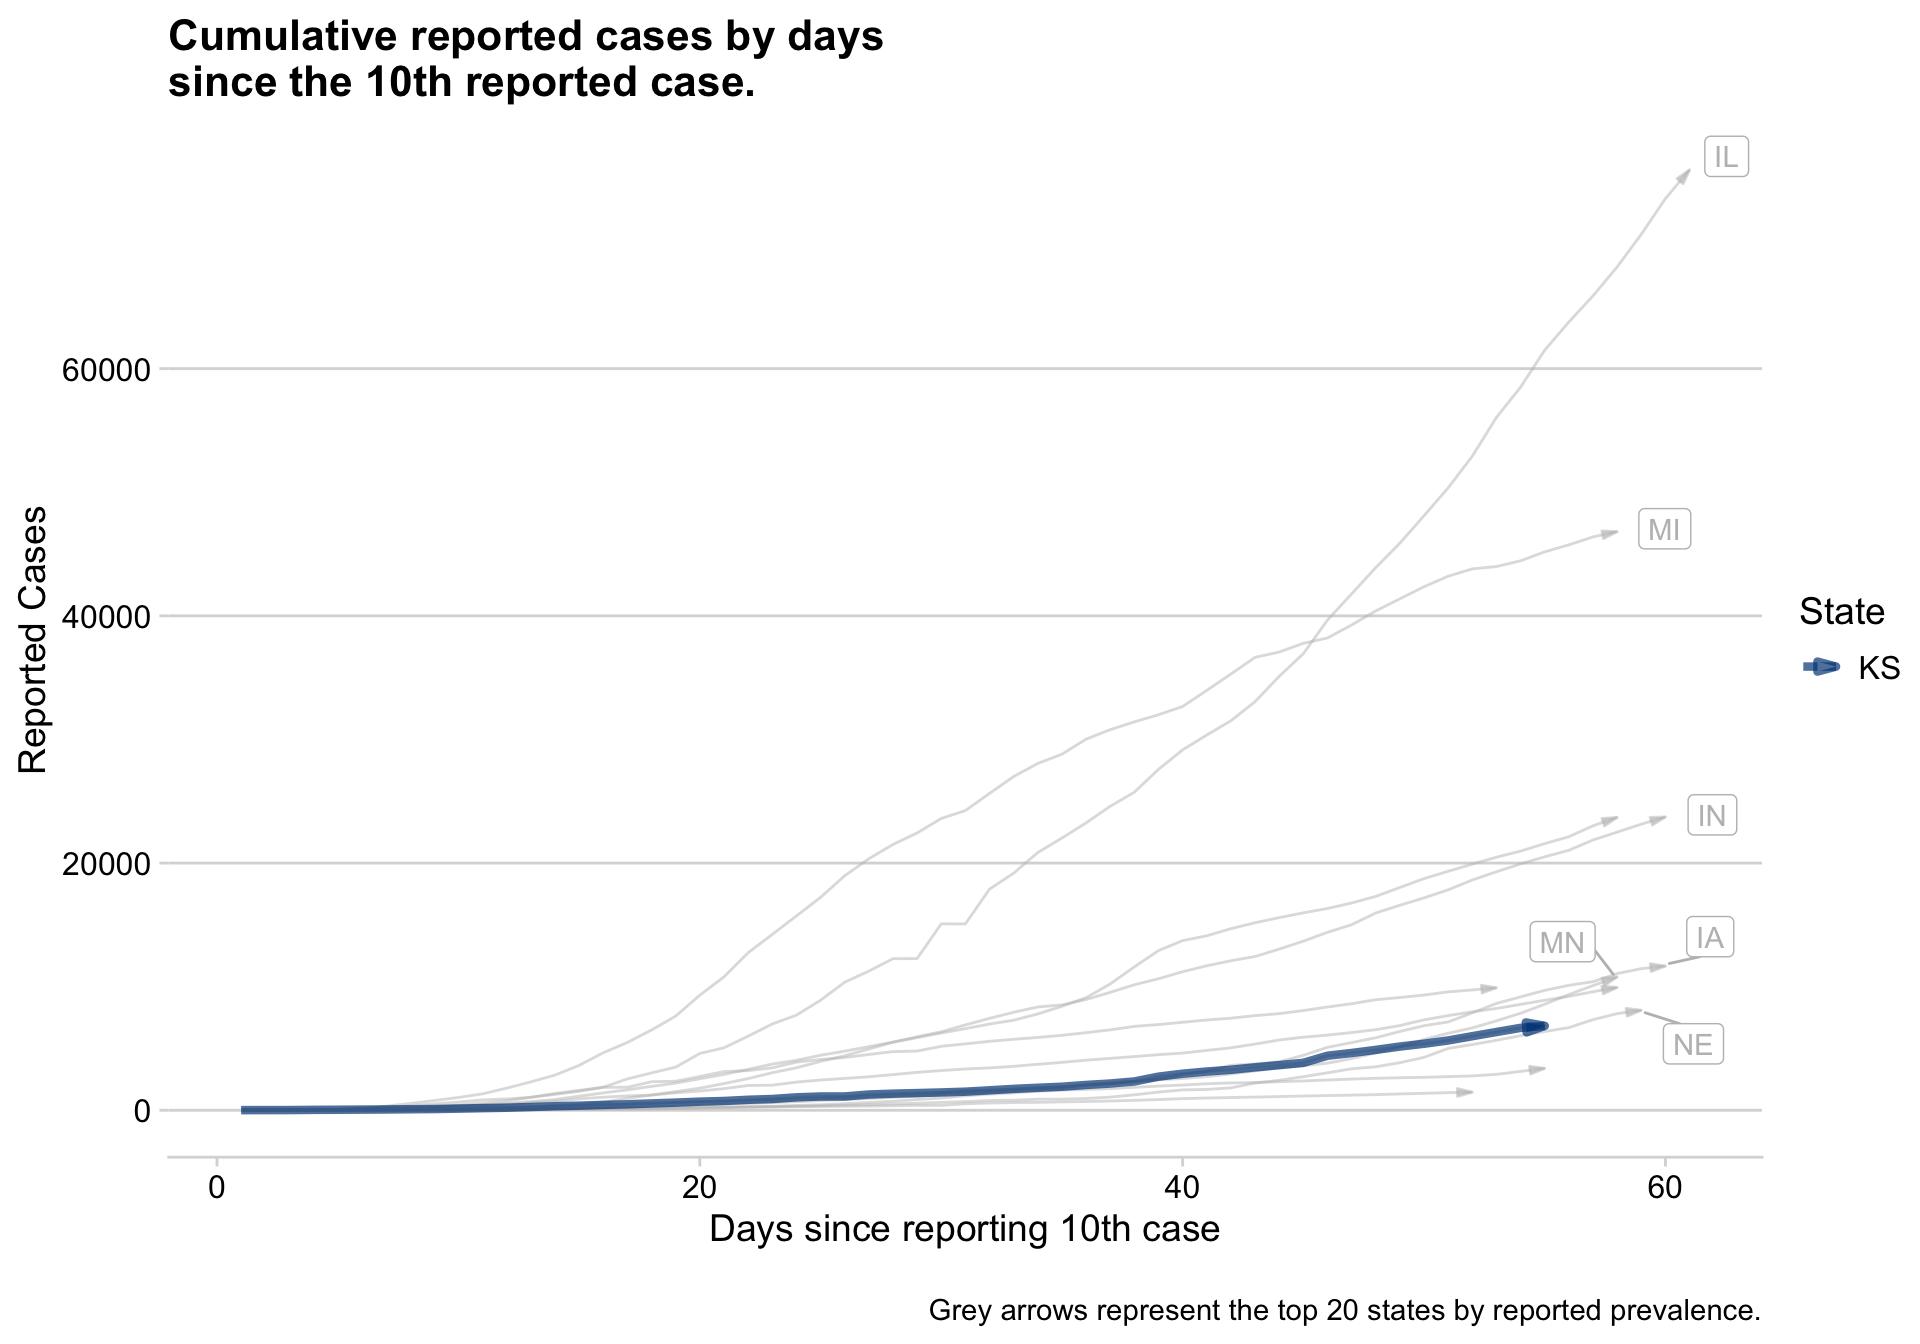 Cumulative reported cases by days
since the 10th reported case.
IL
60000
MI
Reported Cases
40000
State
KS
IN
20000
MN
IA
NE
0
0 20 40 60
Days since reporting 10th case
Grey arrows represent the top 20 states by reported prevalence.